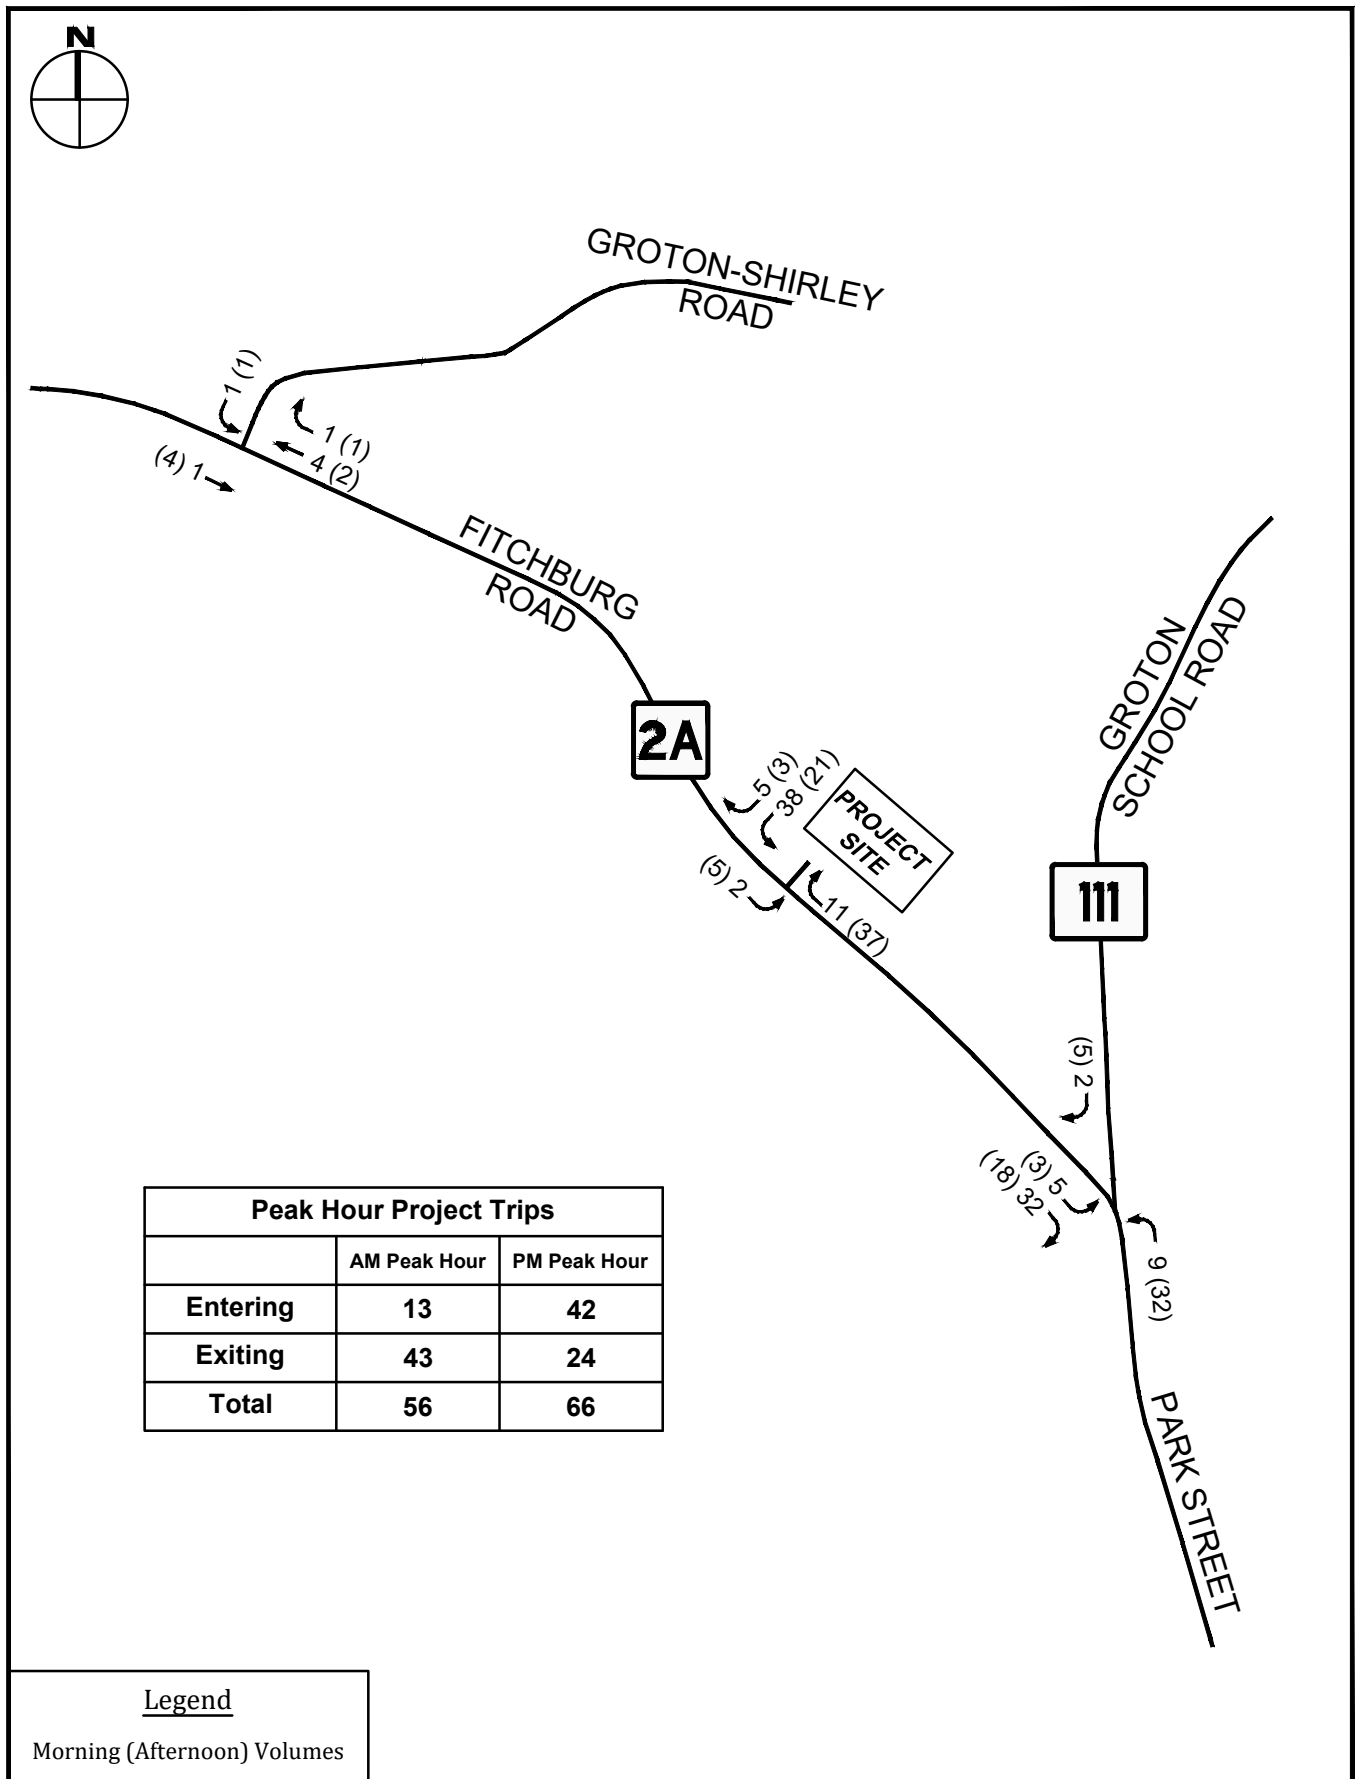 N
GROTON-SHIRLEY
ROAD
1 (1)
1 (1)
4 (2)
(4) 1
FITCHBURG
ROAD
2A
GROTON
SCHOOL ROAD
5 (3)
38 (21)
PROJECT
SITE
(5) 2
11 (37)
111
(5) 2
(3) 5
(18) 32
9 (32)
PARK STREET
Peak Hour Project Trips
AM Peak Hour PM Peak Hour
Entering 13 42
Exiting 43 24
Total 56 66
Legend
Morning (Afternoon) Volumes